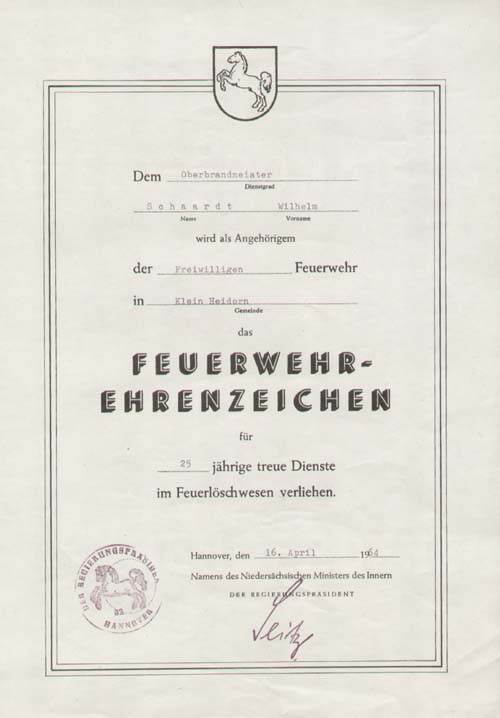 Dem Oberbrandmeister
Dienstgrad
Schaardt Wilhelm
Name Vorname
wird als Angehörigem
der Freiwilligen Feuerwehr
in Klein Heidorn
Gemeinde
das
FEUERWEHR-
EHRENZEICHEN
für
25 jährige treue Dienste
im Feuerlöschwesen verliehen.
Hannover, den 16. April 1964
Namens des Niedersächsischen Ministers des Innern
DER REGIERUNGSPRÄSIDENT
Seitz
DER REGIERUNGSPRÄSIDENT
HANNOVER